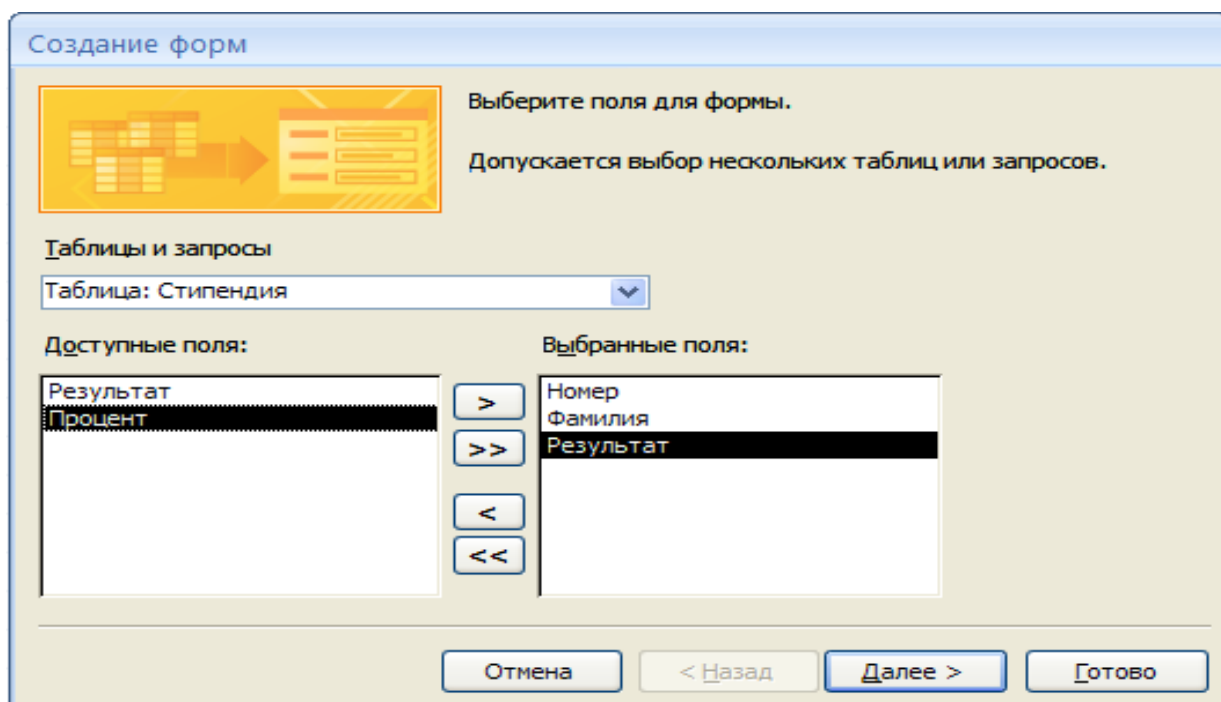 Создание форм
Выберите поля для формы.
Допускается выбор нескольких таблиц или запросов.
Таблицы и запросы
Таблица: Стипендия
Доступные поля:
Выбранные поля:
Результат
Процент
>
>>
<
<<
Номер
Фамилия
Результат
Отмена
< Назад
Далее >
Готово